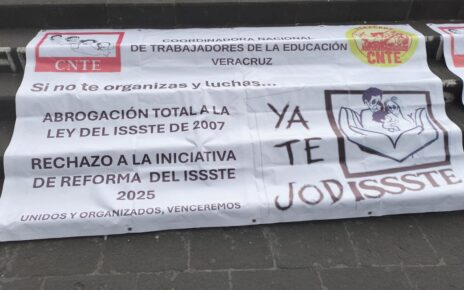 COORDINADORA NACIONAL
DE TRABAJADORES DE LA EDUCACIÓN
VERACRUZ
CNTE
CNTE
Si no te organizas y luchas...
ABROGACIÓN TOTAL A LA
LEY DEL ISSSTE DE 2007
RECHAZO A LA INICIATIVA
DE REFORMA DEL ISSSTE
2025
UNIDOS Y ORGANIZADOS, VENCEREMOS
YA
TE
JODISSSTE